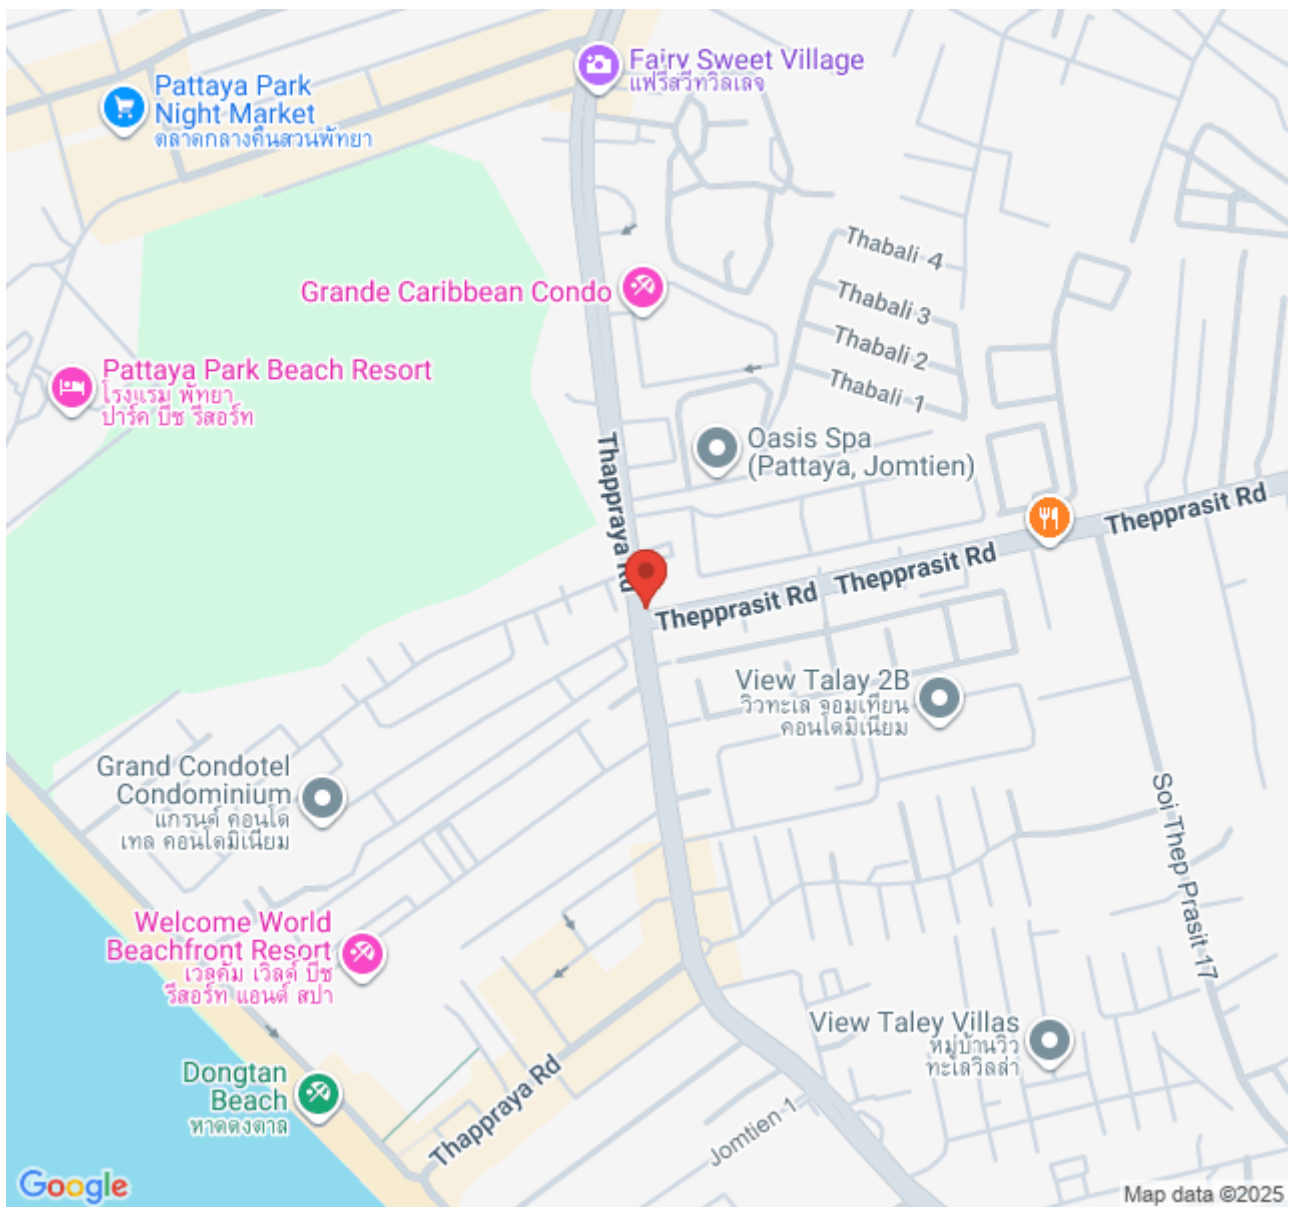 Fairy Sweet Village
แฟรี่สวีทวิลเลจ
Pattaya Park
Night Market
ตลาดกลางคืนสวนพัทยา
Thabali 4
Grande Caribbean Condo
Thabali 3
Thabali 2
Pattaya Park Beach Resort
โรงแรม พัทยา
ปาร์ค บีช รีสอร์ท
Thabali 1
Oasis Spa
(Pattaya, Jomtien)
Thappraya Rd
Thepprasit Rd
Thepprasit Rd
Thepprasit Rd
View Talay 2B
วิวทะเล จอมเทียน
คอนโดมิเนียม
Grand Condotel
Condominium
แกรนด์ คอนโด
เทล คอนโดมิเนียม
Soi Thep Prasit 17
Welcome World
Beachfront Resort
เวลคัม เวิลด์ บีช
รีสอร์ท แอนด์ สปา
View Taley Villas
หมู่บ้านวิว
ทะเลวิลล่า
Dongtan
Beach
หาดดงตาล
Thappraya Rd
Jomtien 1
Google
Map data ©2025